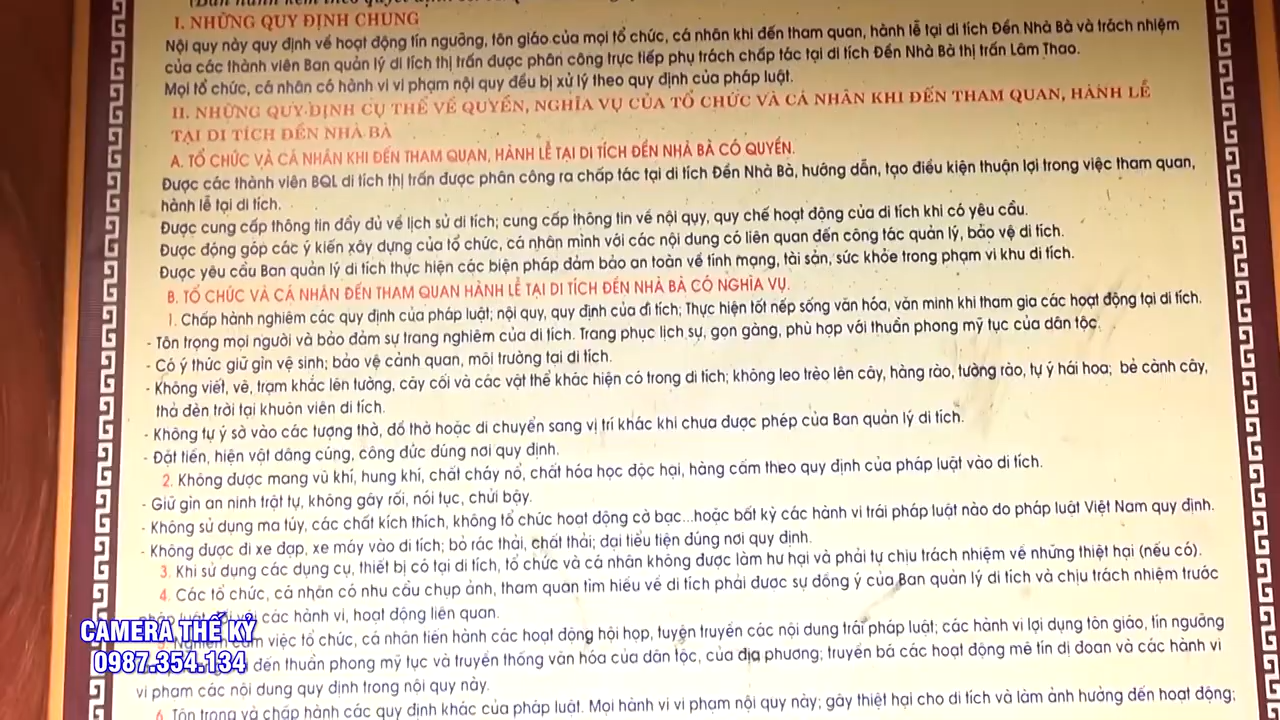 (Ban hành kèm theo quyết định số
I. NHỮNG QUY ĐỊNH CHUNG
Nội quy này quy định về hoạt động tín ngưỡng, tôn giáo của mọi tổ chức, cá nhân khi đến tham quan, hành lễ tại di tích Đền Nhà Bà và trách nhiệm
của các thành viên Ban quản lý di tích thị trấn được phân công trực tiếp phụ trách chấp tác tại di tích Đền Nhà Bà thị trấn Lâm Thao.
Mọi tổ chức, cá nhân có hành vi vi phạm nội quy đều bị xử lý theo quy định của pháp luật.
II. NHỮNG QUY ĐỊNH CỤ THỂ VỀ QUYỀN, NGHĨA VỤ CỦA TỔ CHỨC VÀ CÁ NHÂN KHI ĐẾN THAM QUAN, HÀNH LỄ
TẠI DI TÍCH ĐỀN NHÀ BÀ
A. TỔ CHỨC VÀ CÁ NHÂN KHI ĐẾN THAM QUAN, HÀNH LỄ TẠI DI TÍCH ĐỀN NHÀ BÀ CÓ QUYỀN.
Được các thành viên BQL di tích thị trấn được phân công ra chấp tác tại di tích Đền Nhà Bà, hướng dẫn, tạo điều kiện thuận lợi trong việc tham quan,
hành lễ tại di tích.
Được cung cấp thông tin đầy đủ về lịch sử di tích; cung cấp thông tin về nội quy, quy chế hoạt động của di tích khi có yêu cầu.
Được đóng góp các ý kiến xây dựng của tổ chức, cá nhân mình với các nội dung có liên quan đến công tác quản lý, bảo vệ di tích.
Được yêu cầu Ban quản lý di tích thực hiện các biện pháp đảm bảo an toàn về tính mạng, tài sản, sức khỏe trong phạm vi khu di tích.
B. TỔ CHỨC VÀ CÁ NHÂN ĐẾN THAM QUAN HÀNH LỄ TẠI DI TÍCH ĐỀN NHÀ BÀ CÓ NGHĨA VỤ.
1. Chấp hành nghiêm các quy định của pháp luật; nội quy, quy định của di tích; Thực hiện tốt nếp sống văn hóa, văn minh khi tham gia các hoạt động tại di tích.
- Tôn trọng mọi người và bảo đảm sự trang nghiêm của di tích. Trang phục lịch sự, gọn gàng, phù hợp với thuần phong mỹ tục của dân tộc.
- Có ý thức giữ gìn vệ sinh; bảo vệ cảnh quan, môi trường tại di tích.
- Không viết, vẽ, trạm khắc lên tường, cây cối và các vật thể khác hiện có trong di tích; không leo trèo lên cây, hàng rào, tường rào, tự ý hái hoa; bẻ cành cây,
thả đèn trời tại khuôn viên di tích.
- Không tự ý sờ vào các tượng thờ, đồ thờ hoặc di chuyển sang vị trí khác khi chưa được phép của Ban quản lý di tích.
- Đặt tiền, hiện vật dâng cúng, công đức đúng nơi quy định.
2. Không được mang vũ khí, hung khí, chất cháy nổ, chất hóa học độc hại, hàng cấm theo quy định của pháp luật vào di tích.
- Giữ gìn an ninh trật tự, không gây rối, nói tục, chửi bậy.
- Không sử dụng ma túy, các chất kích thích, không tổ chức hoạt động cờ bạc...hoặc bất kỳ các hành vi trái pháp luật nào do pháp luật Việt Nam quy định.
- Không được đi xe đạp, xe máy vào di tích; bỏ rác thải, chất thải; đại tiểu tiện đúng nơi quy định.
3. Khi sử dụng các dụng cụ, thiết bị có tại di tích, tổ chức và cá nhân không được làm hư hại và phải tự chịu trách nhiệm về những thiệt hại (nếu có).
4. Các tổ chức, cá nhân có nhu cầu chụp ảnh, tham quan tìm hiểu về di tích phải được sự đồng ý của Ban quản lý di tích và chịu trách nhiệm trước
pháp luật đối với các hành vi, hoạt động liên quan.
5. Nghiêm cấm việc tổ chức, cá nhân tiến hành các hoạt động hội họp, tuyên truyền các nội dung trái pháp luật; các hành vi lợi dụng tôn giáo, tín ngưỡng
đến thuần phong mỹ tục và truyền thống văn hóa của dân tộc, của địa phương; truyền bá các hoạt động mê tín dị đoan và các hành vi
vi phạm các nội dung quy định trong nội quy này.
6. Tôn trọng và chấp hành các quy định khác của pháp luật. Mọi hành vi vi phạm nội quy này; gây thiệt hại cho di tích và làm ảnh hưởng đến hoạt động;
CAMERA THẾ KỶ
0987.354.134